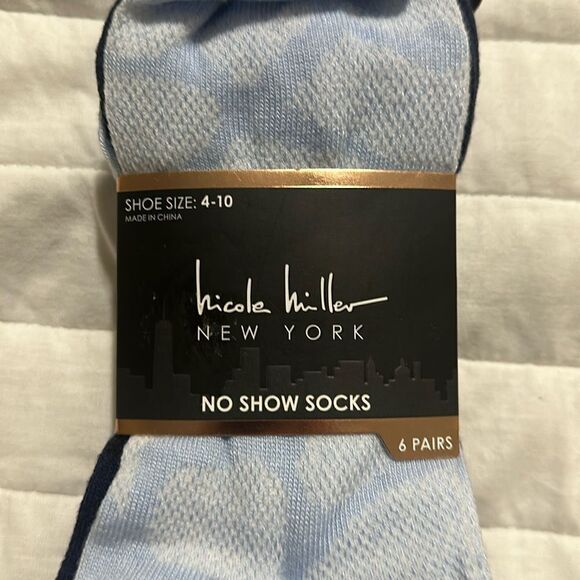 SHOE SIZE: 4-10
MADE IN CHINA
Nicole Miller
NEW YORK
NO SHOW SOCKS
6 PAIRS